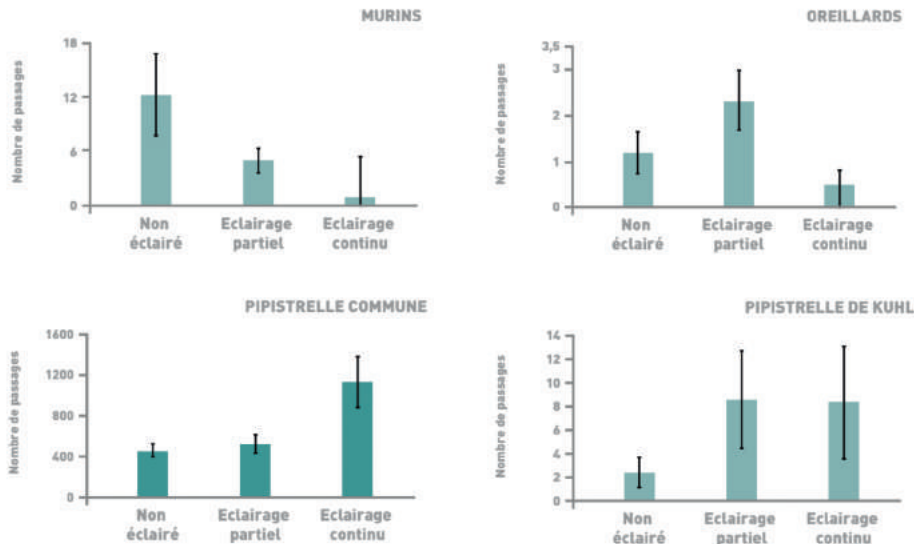 MURINS
Nombre de passages
18
12
6
0
Non éclairé
Eclairage partiel
Eclairage continu
OREILLARDS
Nombre de passages
3,5
3
2
1
0
Non éclairé
Eclairage partiel
Eclairage continu
PIPISTRELLE COMMUNE
Nombre de passages
1600
1200
800
400
0
Non éclairé
Eclairage partiel
Eclairage continu
PIPISTRELLE DE KUHL
Nombre de passages
14
12
10
8
6
4
2
0
Non éclairé
Eclairage partiel
Eclairage continu